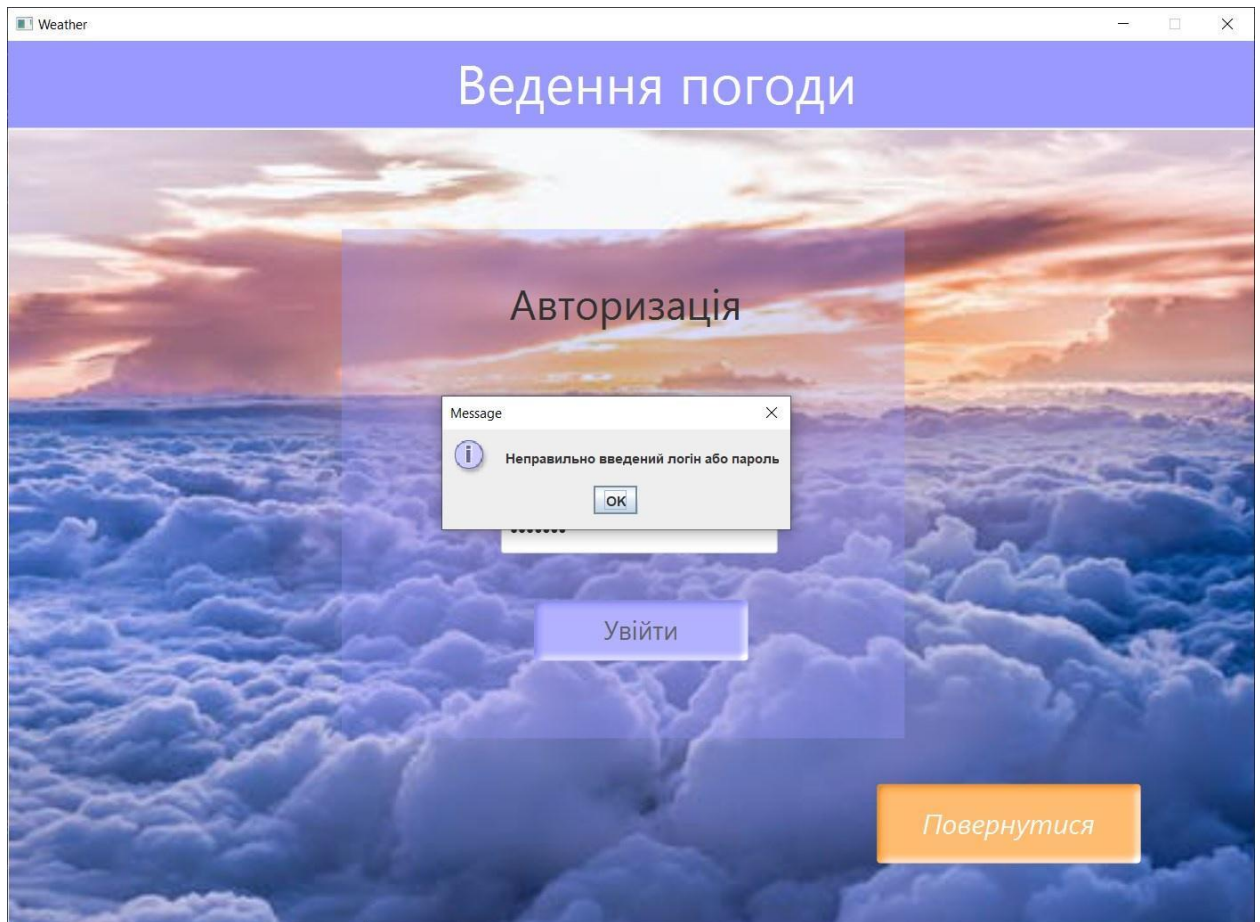 Weather
Ведення погоди
Авторизація
Message
Неправильно введений логін або пароль
OK
Увійти
Повернутися